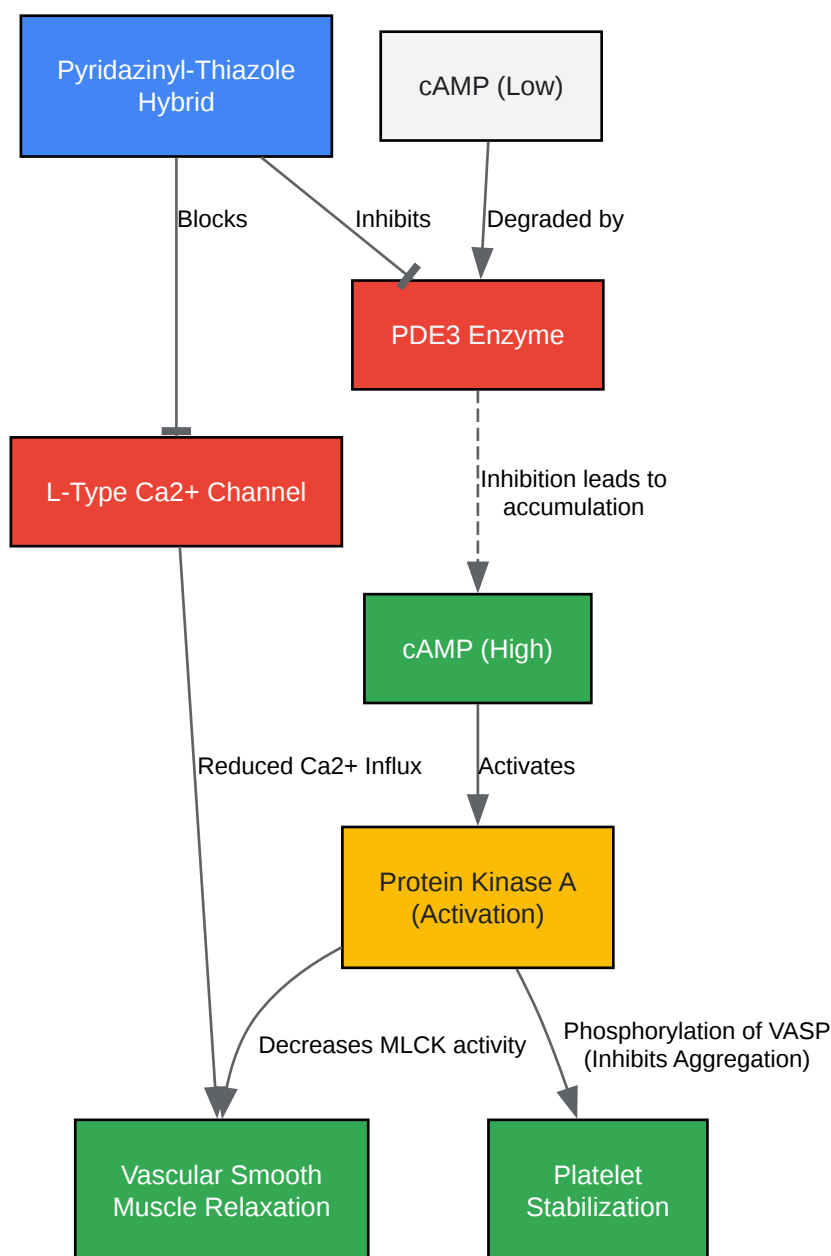 Pyridazinyl-Thiazole
Hybrid
cAMP (Low)
Blocks
Inhibits
Degraded by
PDE3 Enzyme
L-Type Ca2+ Channel
Inhibition leads to
accumulation
cAMP (High)
Reduced Ca2+ Influx
Activates
Protein Kinase A
(Activation)
Decreases MLCK activity
Phosphorylation of VASP
(Inhibits Aggregation)
Vascular Smooth
Muscle Relaxation
Platelet
Stabilization